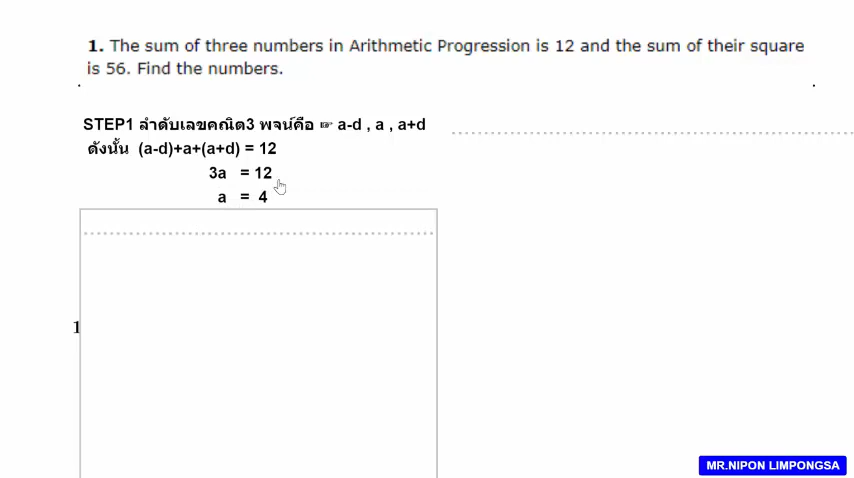 1. The sum of three numbers in Arithmetic Progression is 12 and the sum of their square
is 56. Find the numbers.
STEP1 ลำดับเลขคณิต3 พจน์คือ ☞ a-d , a , a+d
ดังนั้น (a-d)+a+(a+d) = 12
3a = 12
a = 4
1
MR.NIPON LIMPONGSA